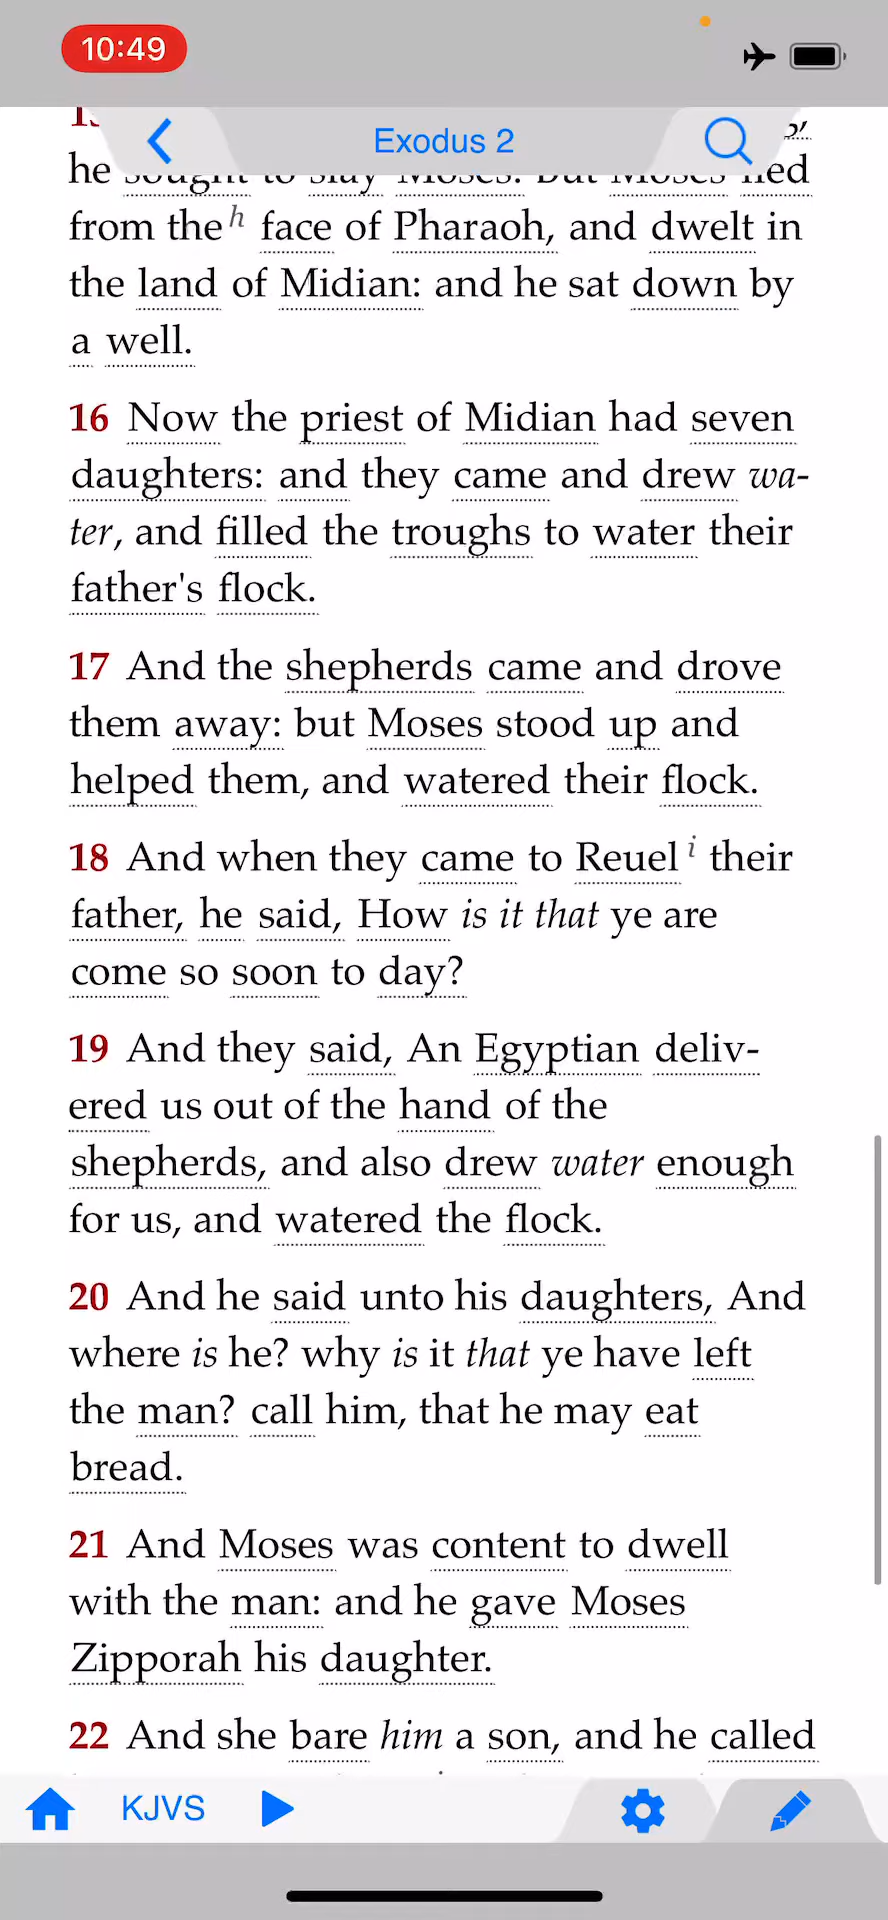 10:49
Exodus 2
he sought to slay Moses. But Moses fled
from the h face of Pharaoh, and dwelt in
the land of Midian: and he sat down by
a well.
16 Now the priest of Midian had seven
daughters: and they came and drew wa-
ter, and filled the troughs to water their
father's flock.
17 And the shepherds came and drove
them away: but Moses stood up and
helped them, and watered their flock.
18 And when they came to Reuel i their
father, he said, How is it that ye are
come so soon to day?
19 And they said, An Egyptian deliv-
ered us out of the hand of the
shepherds, and also drew water enough
for us, and watered the flock.
20 And he said unto his daughters, And
where is he? why is it that ye have left
the man? call him, that he may eat
bread.
21 And Moses was content to dwell
with the man: and he gave Moses
Zipporah his daughter.
22 And she bare him a son, and he called
KJVS